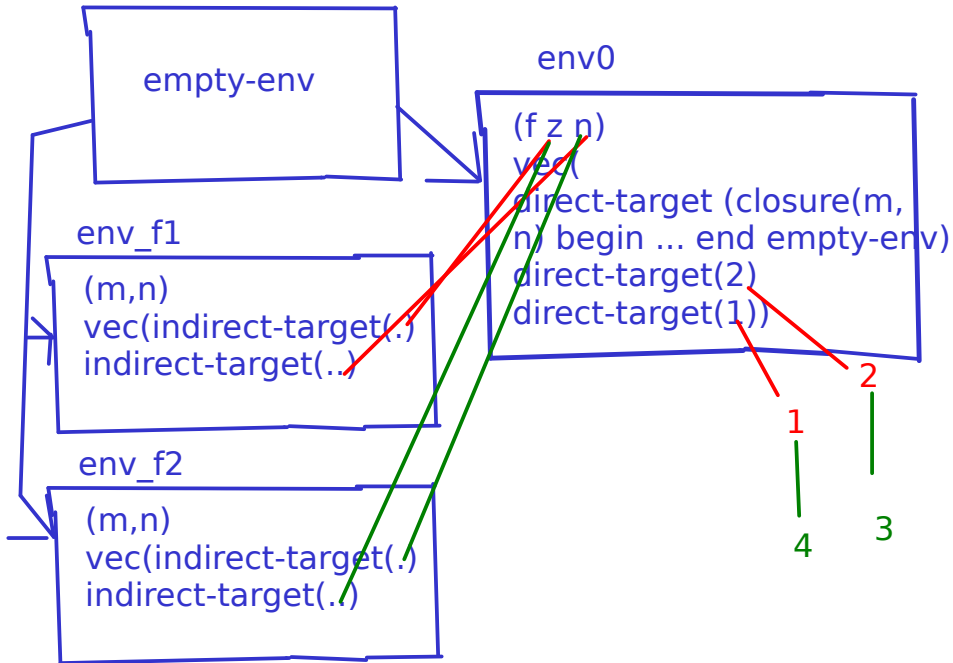 empty-env
env0
(f z n)
vec(
direct-target (closure(m,
n) begin ... end empty-env)
direct-target(2)
direct-target(1))
env_f1
(m,n)
vec(indirect-target(.)
indirect-target(..)
2
1
4
3
env_f2
(m,n)
vec(indirect-target(.)
indirect-target(..)